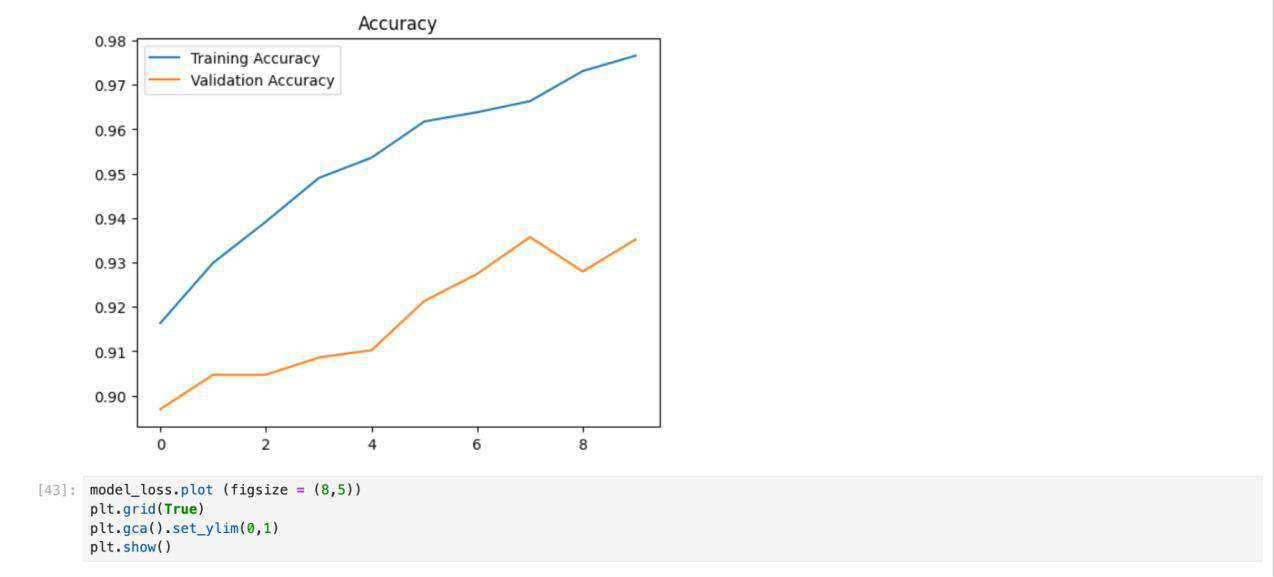 Accuracy
Training Accuracy
Validation Accuracy
0.98
0.97
0.96
0.95
0.94
0.93
0.92
0.91
0.90
0 2 4 6 8
[43]:
model_loss.plot (figsize = (8,5))
plt.grid(True)
plt.gca().set_ylim(0,1)
plt.show()